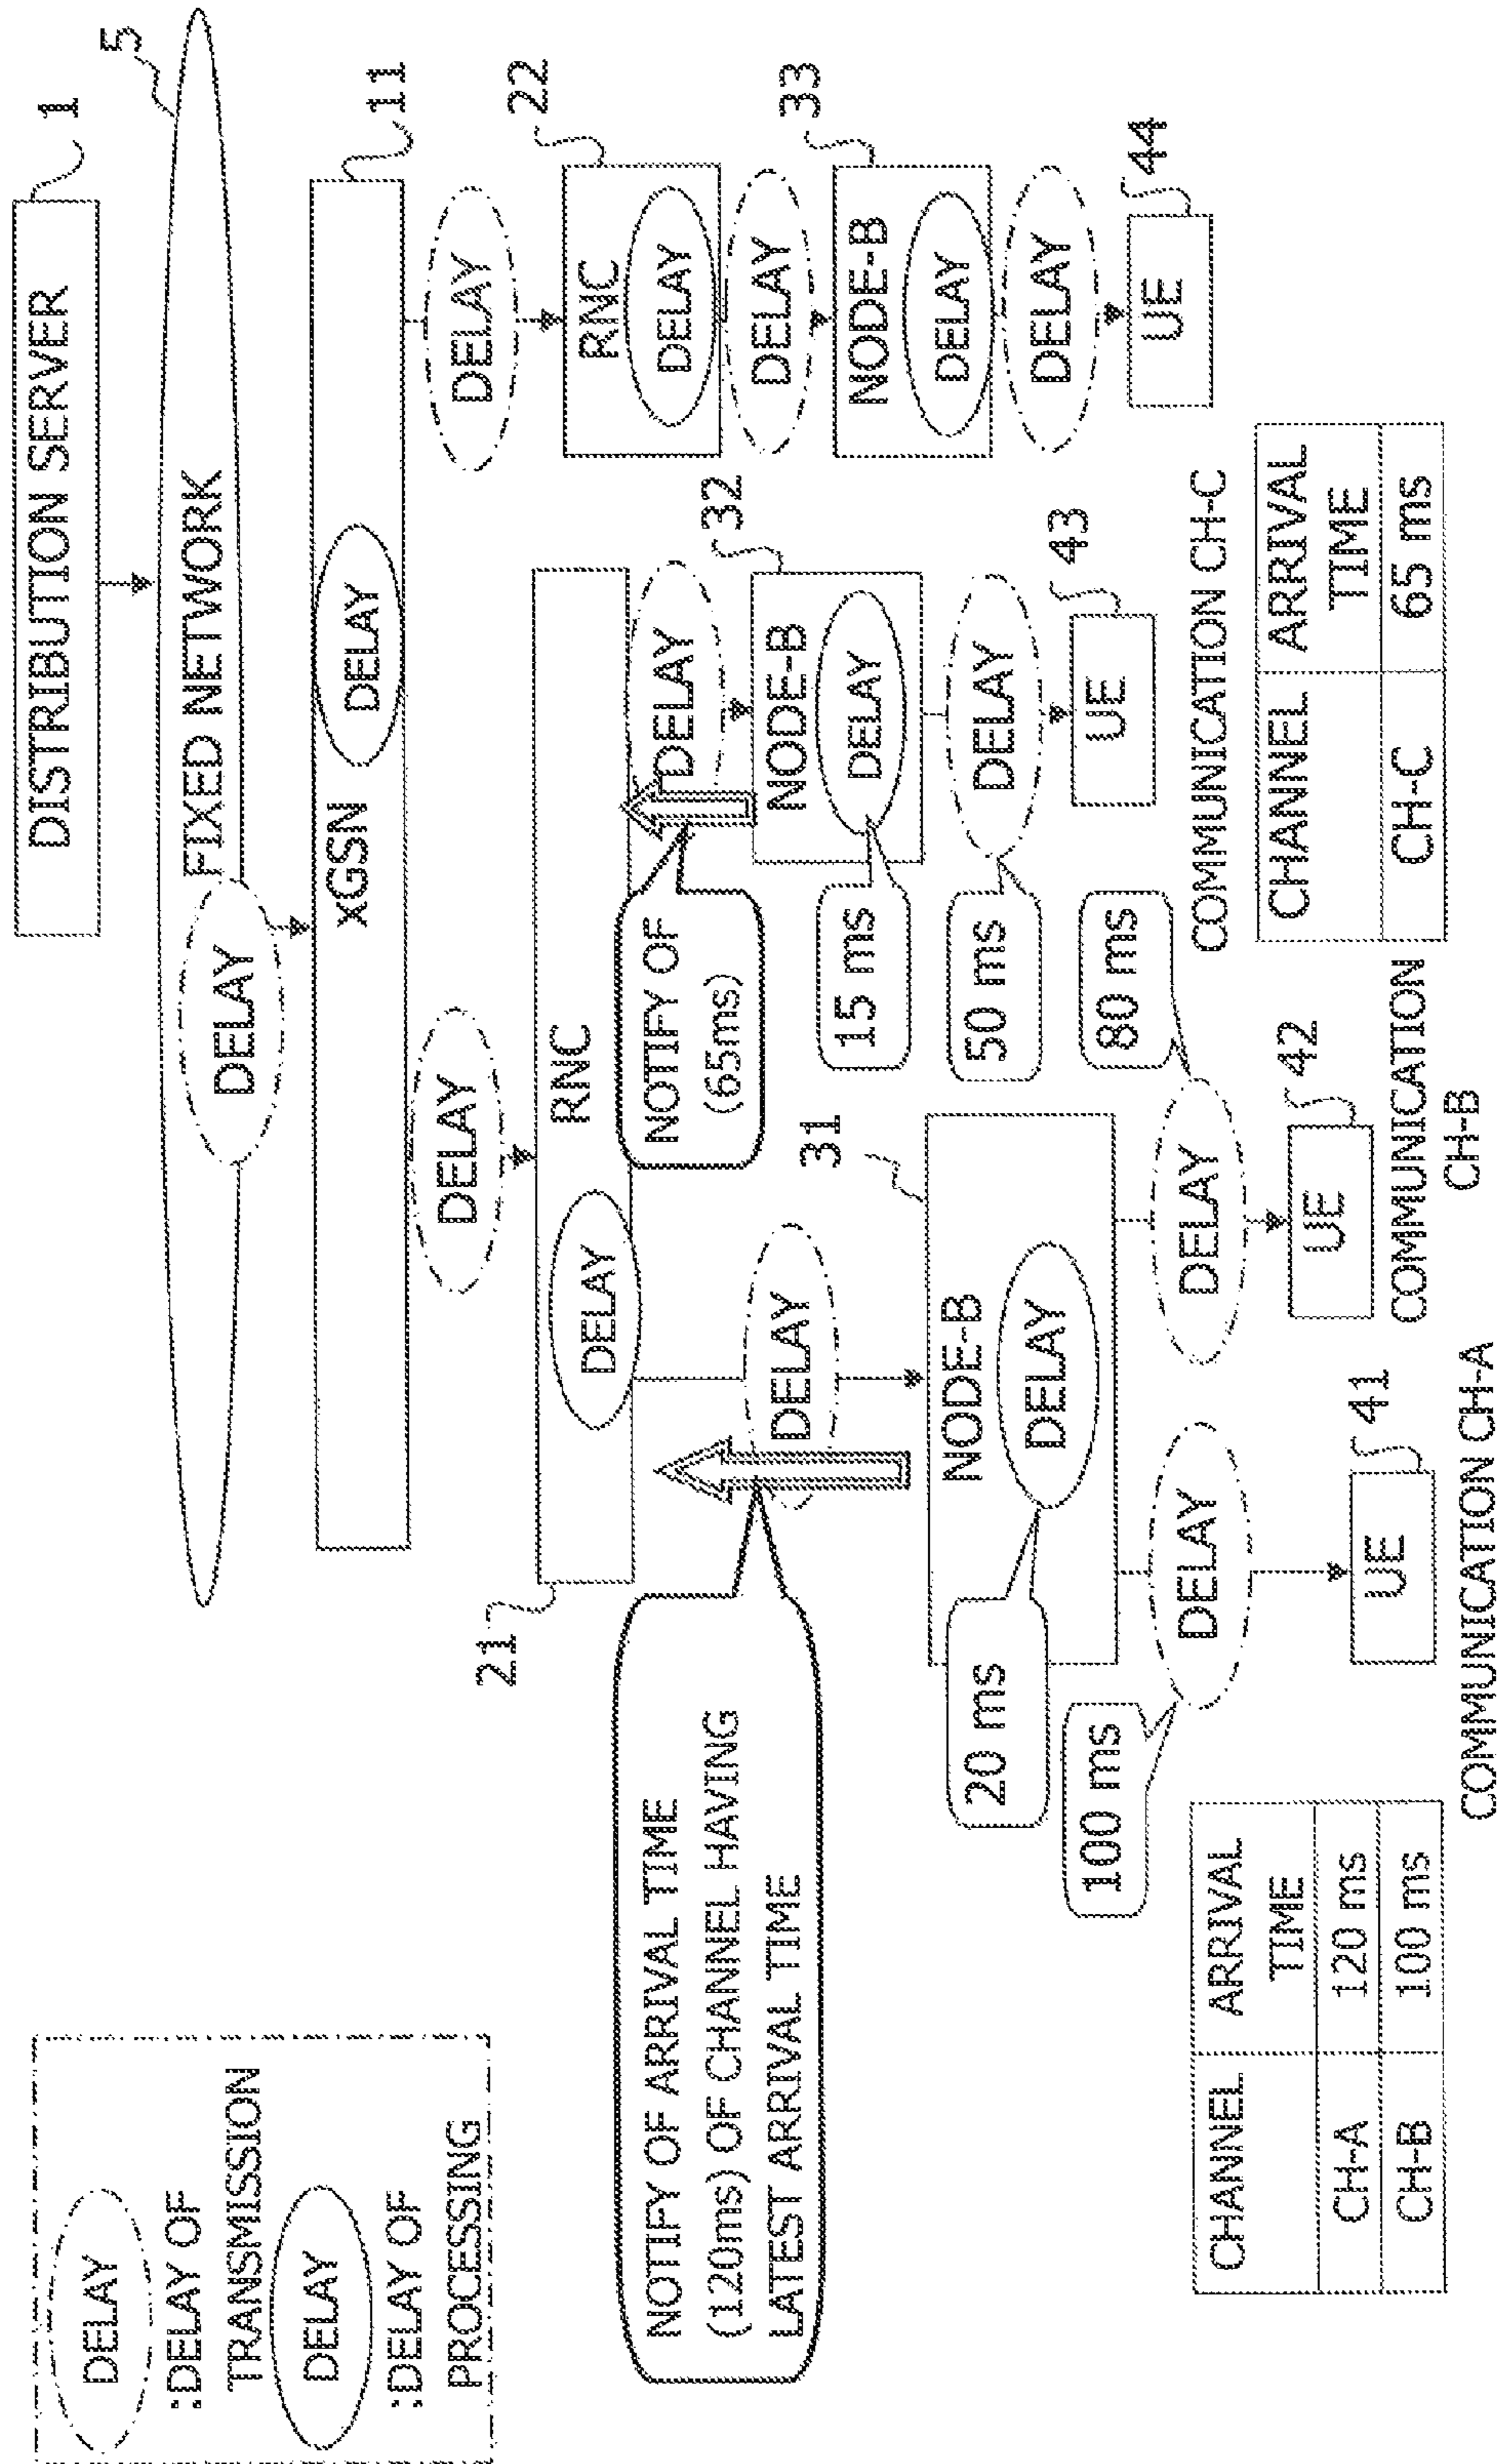 DELAY
:DELAY OF
TRANSMISSION
DELAY
:DELAY OF
PROCESSING
DISTRIBUTION SERVER
1
FIXED NETWORK
5
DELAY
xGSN
DELAY
11
DELAY
DELAY
RNC
DELAY
21
RNC
DELAY
22
NOTIFY OF ARRIVAL TIME
(120ms) OF CHANNEL HAVING
LATEST ARRIVAL TIME
DELAY
NOTIFY OF
(65ms)
DELAY
DELAY
31
NODE-B
DELAY
20 ms
32
NODE-B
DELAY
15 ms
33
NODE-B
DELAY
100 ms
DELAY
DELAY
80 ms
50 ms
DELAY
DELAY
UE
41
UE
42
UE
43
UE
44
COMMUNICATION CH-A
COMMUNICATION
CH-B
COMMUNICATION CH-C
CHANNEL ARRIVAL
TIME
CH-A 120 ms
CH-B 100 ms
CHANNEL ARRIVAL
TIME
CH-C 65 ms